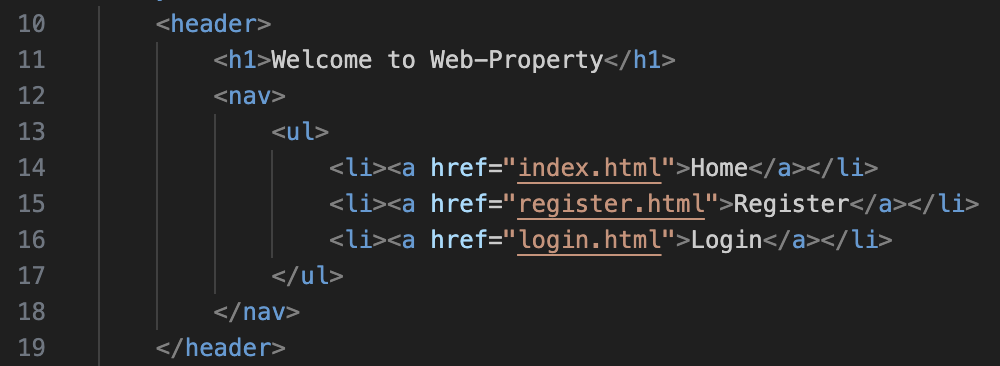 10 <header>
11 <h1>Welcome to Web-Property</h1>
12 <nav>
13 <ul>
14 <li><a href="index.html">Home</a></li>
15 <li><a href="register.html">Register</a></li>
16 <li><a href="login.html">Login</a></li>
17 </ul>
18 </nav>
19 </header>